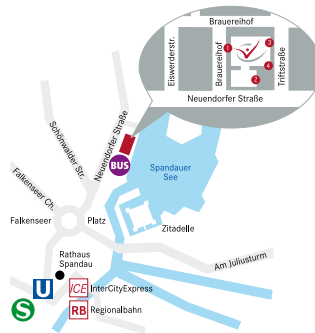 Brauereihof
Eiswerderstr.
Brauereihof
Triftstraße
1
3
4
2
Neuendorfer Straße
Schönwalder Str.
Neuendorfer Straße
BUS
Spandauer
See
Falkenseer Ch.
Falkenseer
Platz
Zitadelle
Am Juliusturm
Rathaus
Spandau
U
ICE
InterCityExpress
S
RB
Regionalbahn